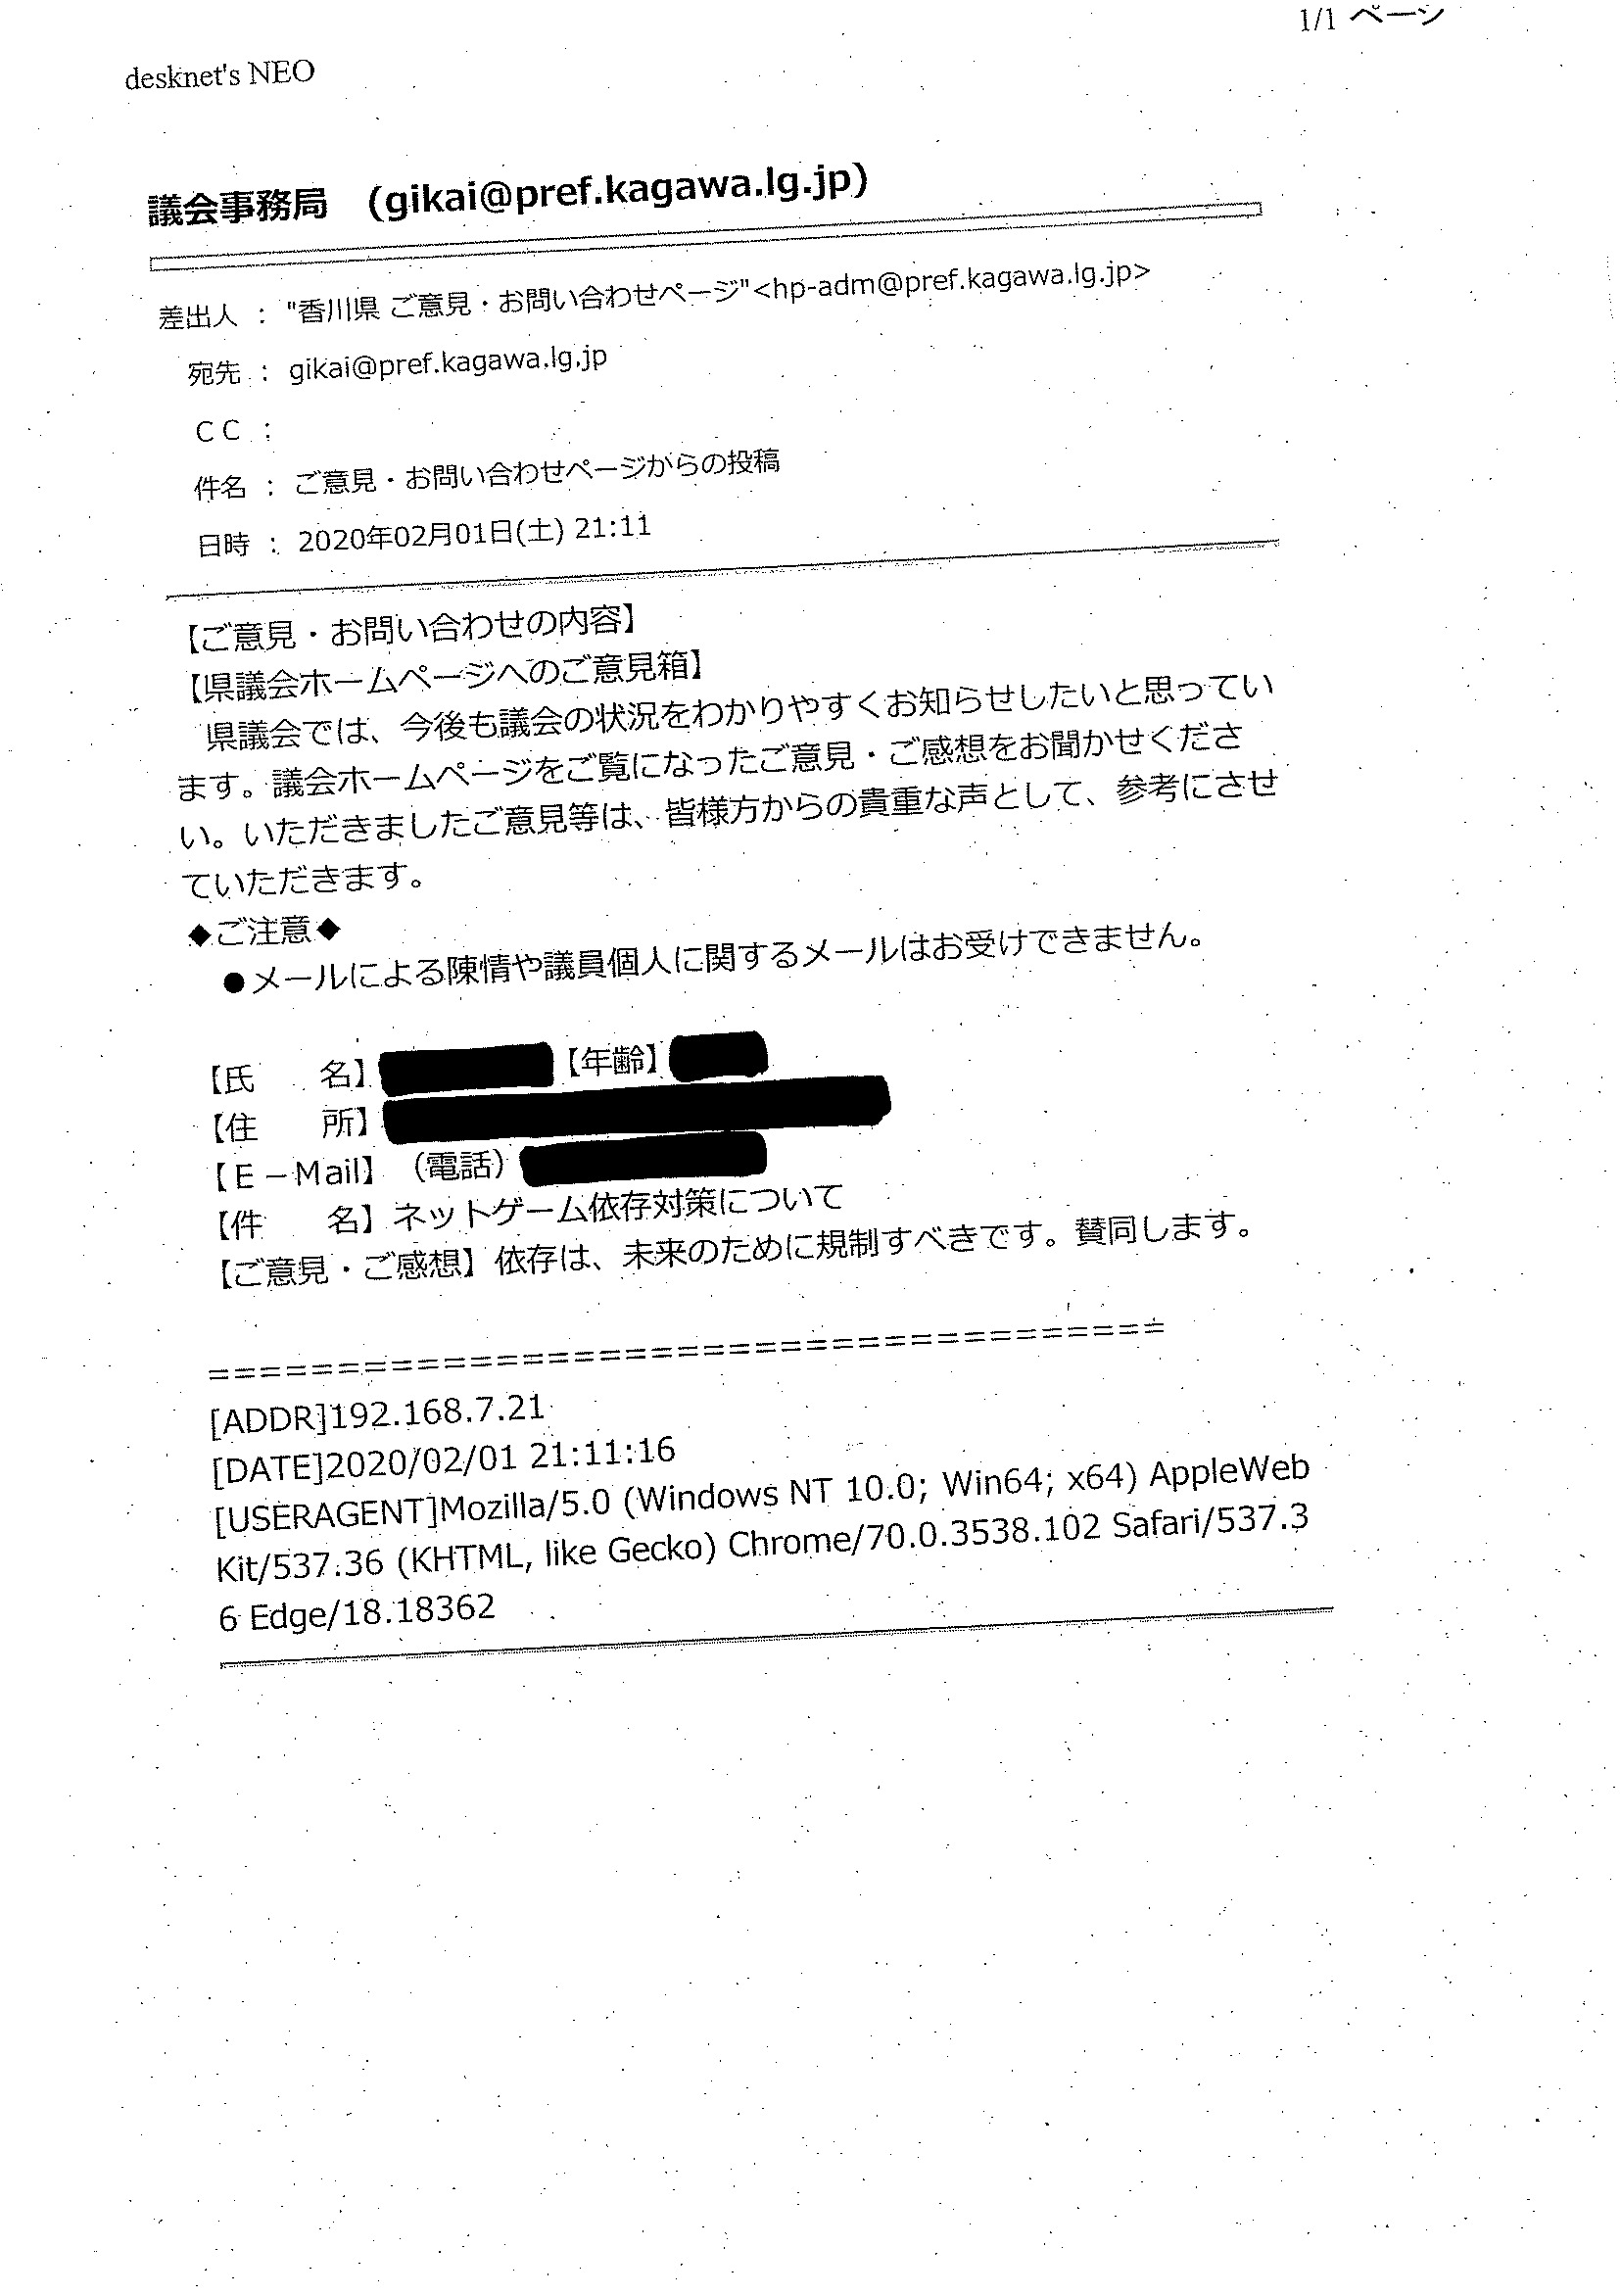 1/1 ページ
desknet's NEO
議会事務局　(gikai@pref.kagawa.lg.jp)
差出人 : "香川県 ご意見・お問い合わせページ"<hp-adm@pref.kagawa.lg.jp>
宛先 : gikai@pref.kagawa.lg.jp
CC :
件名 : ご意見・お問い合わせページからの投稿
日時 : 2020年02月01日(土) 21:11
【ご意見・お問い合わせの内容】
【県議会ホームページへのご意見箱】
県議会では、今後も議会の状況をわかりやすくお知らせしたいと思ってい
ます。議会ホームページをご覧になったご意見・ご感想をお聞かせくださ
い。いただきましたご意見等は、皆様方からの貴重な声として、参考にさせ
ていただきます。
◆ご注意◆
●メールによる陳情や議員個人に関するメールはお受けできません。
【氏　　名】【年齢】
【住　　所】
【E－Mail】（電話）
【件　　名】ネットゲーム依存対策について
【ご意見・ご感想】依存は、未来のために規制すべきです。賛同します。
=====================================
[ADDR]192.168.7.21
[DATE]2020/02/01 21:11:16
[USERAGENT]Mozilla/5.0 (Windows NT 10.0; Win64; x64) AppleWeb
Kit/537.36 (KHTML, like Gecko) Chrome/70.0.3538.102 Safari/537.3
6 Edge/18.18362